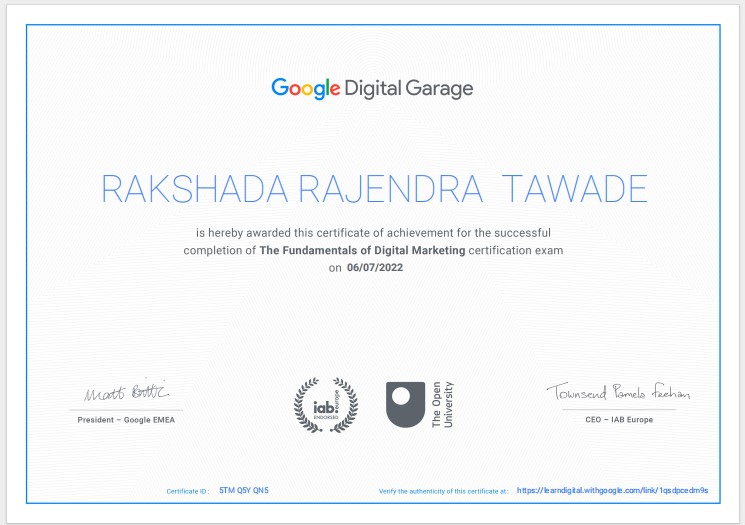 Google Digital Garage
RAKSHADA RAJENDRA TAWADE
is hereby awarded this certificate of achievement for the successful
completion of The Fundamentals of Digital Marketing certification exam
on 06/07/2022
Matt Brittin
President – Google EMEA
iab europe
ENDORSED
The Open
University
Townsend Pamela Feehan
CEO – IAB Europe
Certificate ID : 5TM Q5Y QN5
Verify the authenticity of this certificate at : https://learndigital.withgoogle.com/link/1qsdpcedm9s